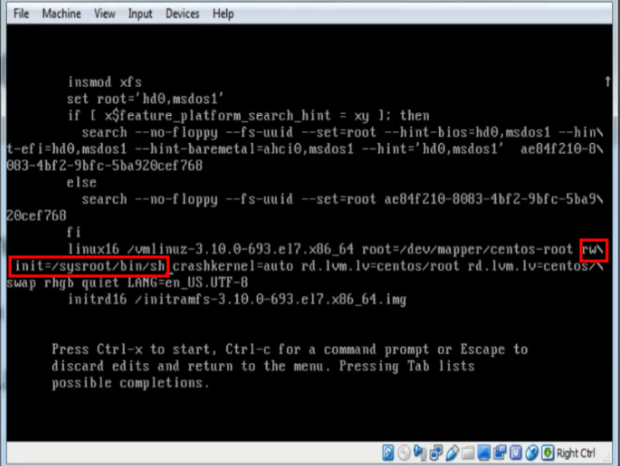 File Machine View Input Devices Help
insmod xfs
set root='hd0,msdos1'
if [ x$feature_platform_search_hint = xy ]; then
search --no-floppy --fs-uuid --set=root --hint-bios=hd0,msdos1 --hin\
t-efi=hd0,msdos1 --hint-baremetal=ahci0,msdos1 --hint='hd0,msdos1' ae84f210-8\
083-4bf2-9bfc-5ba920cef768
else
search --no-floppy --fs-uuid --set=root ae84f210-8083-4bf2-9bfc-5ba9\
20cef768
fi
linux16 /vmlinuz-3.10.0-693.el7.x86_64 root=/dev/mapper/centos-root rw\
init=/sysroot/bin/sh crashkernel=auto rd.lvm.lv=centos/root rd.lvm.lv=centos/\
swap rhgb quiet LANG=en_US.UTF-8
initrd16 /initramfs-3.10.0-693.el7.x86_64.img
Press Ctrl-x to start, Ctrl-c for a command prompt or Escape to
discard edits and return to the menu. Pressing Tab lists
possible completions.
Right Ctrl